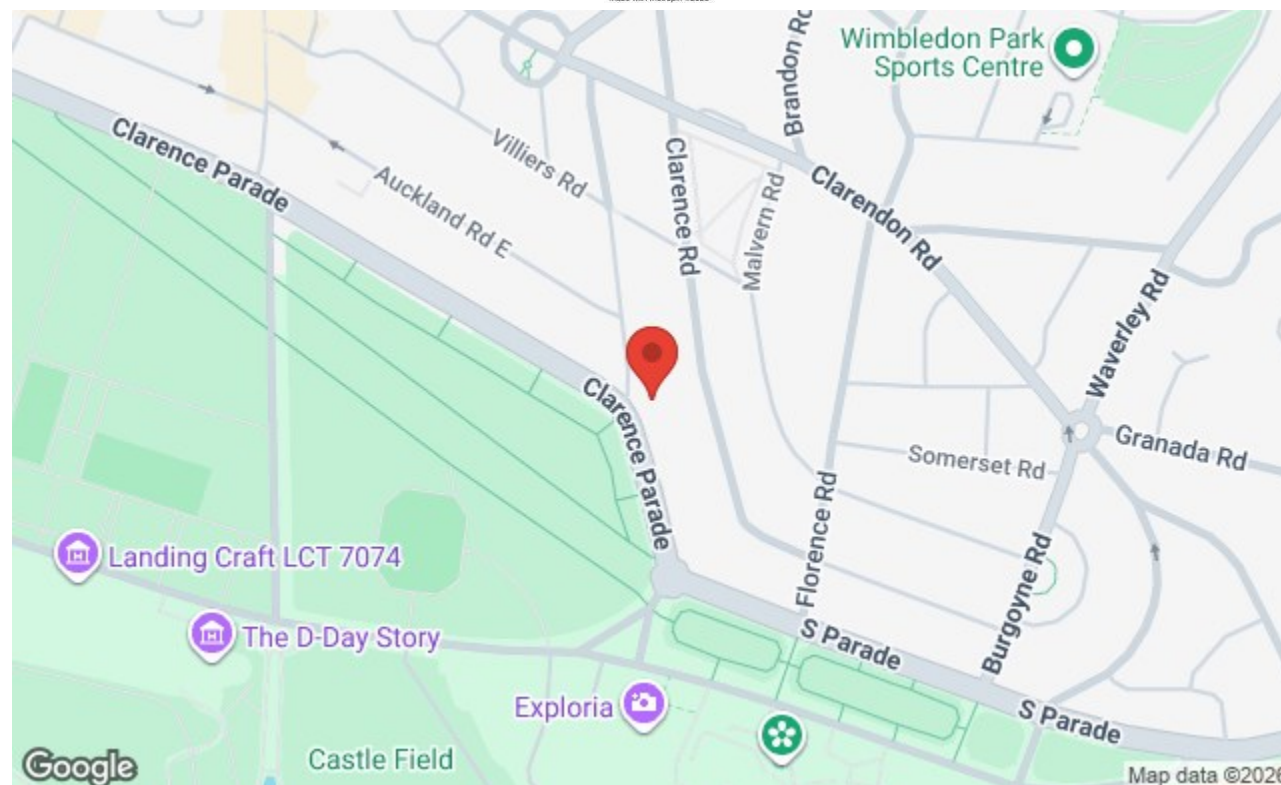 Brandon Rd
Wimbledon Park
Sports Centre
Clarence Parade
Villiers Rd
Clarence Rd
Auckland Rd E
Malvern Rd
Clarendon Rd
Waverley Rd
Clarence Parade
Granada Rd
Somerset Rd
Florence Rd
Burgoyne Rd
Landing Craft LCT 7074
The D-Day Story
S Parade
Exploria
S Parade
Castle Field
Google
Map data ©2026